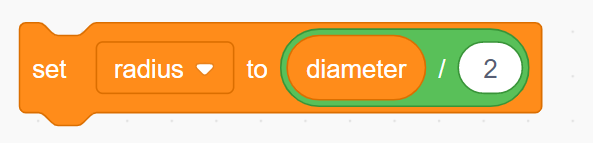 set radius to diameter / 2